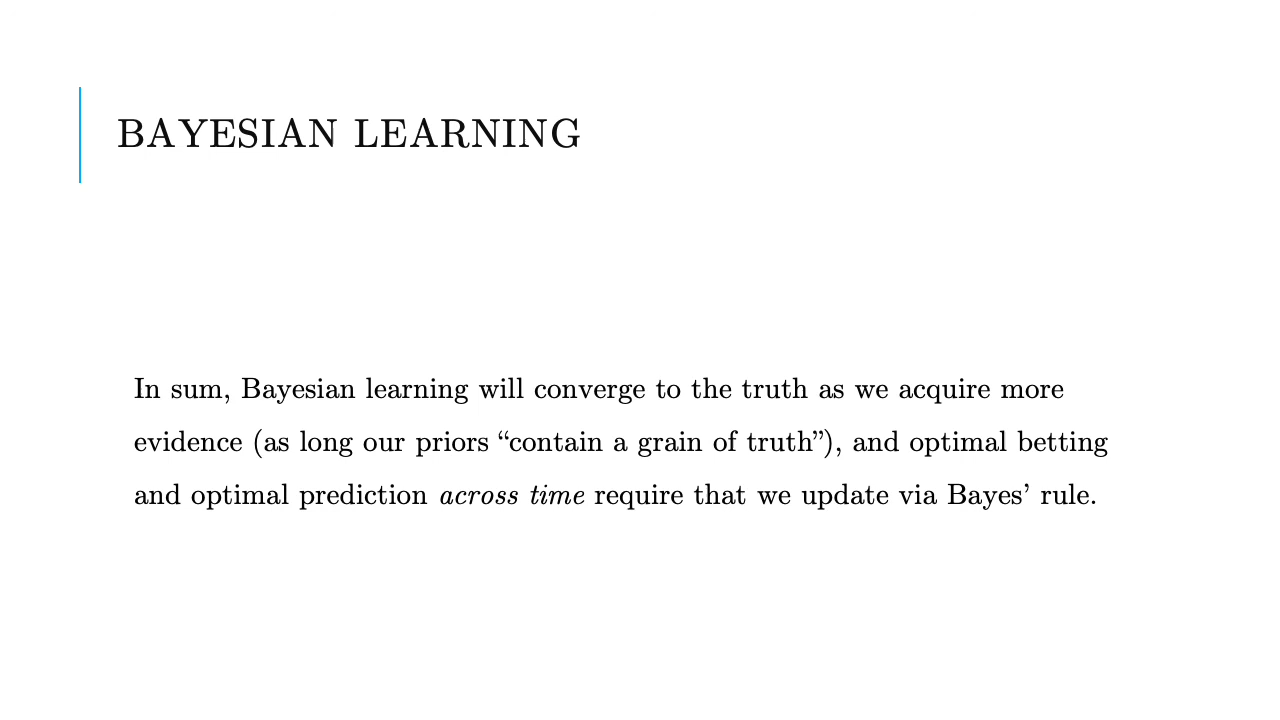 BAYESIAN LEARNING
In sum, Bayesian learning will converge to the truth as we acquire more
evidence (as long our priors “contain a grain of truth”), and optimal betting
and optimal prediction across time require that we update via Bayes’ rule.